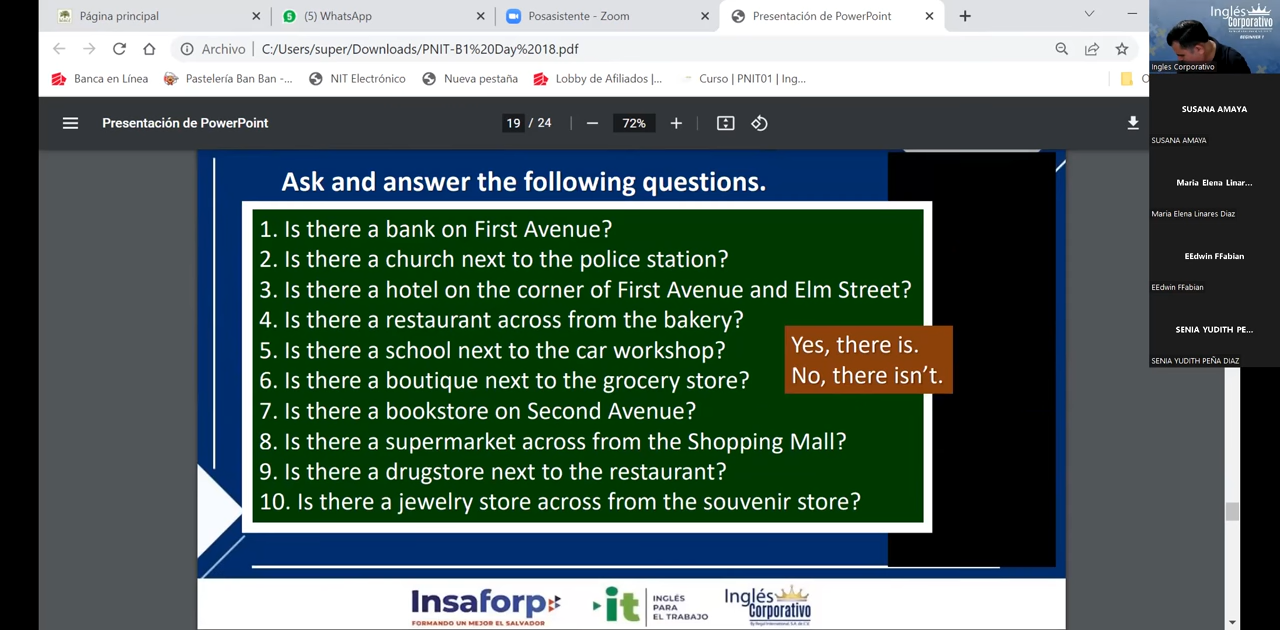 Página principal
(5) WhatsApp
Posasistente - Zoom
Presentación de PowerPoint
Archivo
C:/Users/super/Downloads/PNIT-B1%20Day%2018.pdf
Banca en Línea
Pastelería Ban Ban -...
NIT Electrónico
Nueva pestaña
Lobby de Afiliados |...
Curso | PNIT01 | Ing...
O
Presentación de PowerPoint
19 / 24
72%
Ask and answer the following questions.
1. Is there a bank on First Avenue?
2. Is there a church next to the police station?
3. Is there a hotel on the corner of First Avenue and Elm Street?
4. Is there a restaurant across from the bakery?
5. Is there a school next to the car workshop?
6. Is there a boutique next to the grocery store?
7. Is there a bookstore on Second Avenue?
8. Is there a supermarket across from the Shopping Mall?
9. Is there a drugstore next to the restaurant?
10. Is there a jewelry store across from the souvenir store?
Yes, there is.
No, there isn't.
Insaforp
FORMANDO UN MEJOR EL SALVADOR
it
INGLÉS
PARA
EL TRABAJO
Inglés
Corporativo
By Regal International, S.A. de C.V.
Inglés
Corporativo
BEGINNER 1
Ingles Corporativo
SUSANA AMAYA
SUSANA AMAYA
Maria Elena Linar...
Maria Elena Linares Diaz
EEdwin FFabian
EEdwin FFabian
SENIA YUDITH PE...
SENIA YUDITH PEÑA DIAZ